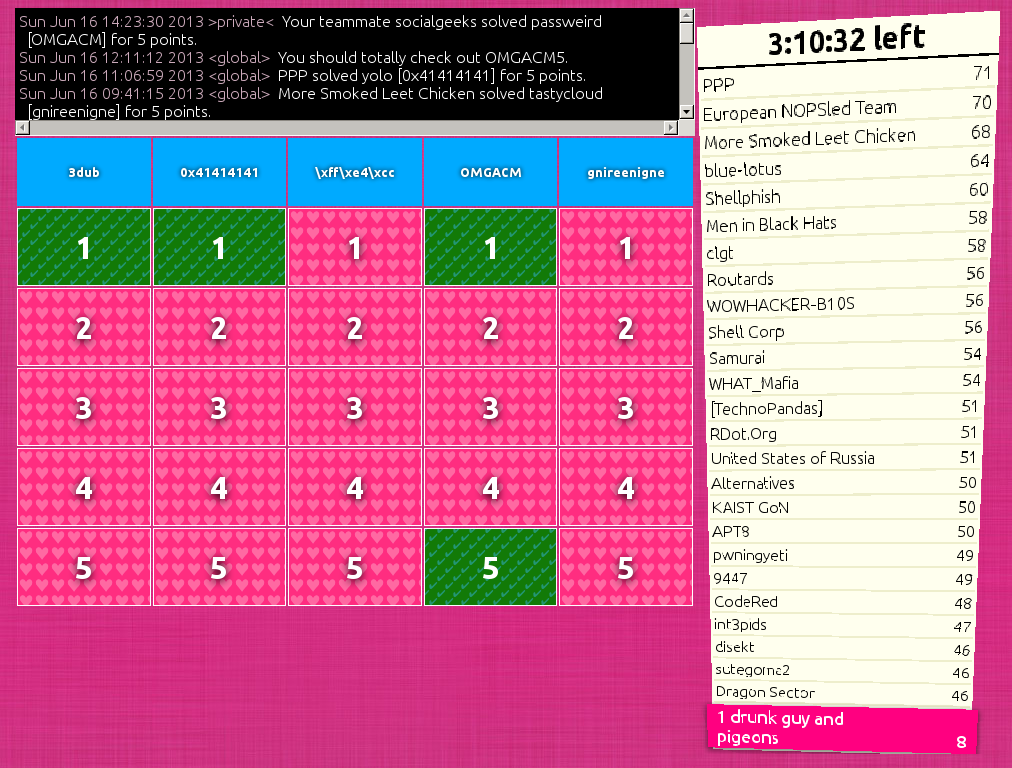 Sun Jun 16 14:23:30 2013 >private< Your teammate socialgeeks solved passweird
[OMGACM] for 5 points.
Sun Jun 16 12:11:12 2013 <global> You should totally check out OMGACM5.
Sun Jun 16 11:06:59 2013 <global> PPP solved yolo [0x41414141] for 5 points.
Sun Jun 16 09:41:15 2013 <global> More Smoked Leet Chicken solved tastycloud
[gnireenigne] for 5 points.
3dub 0x41414141 \xff\xe4\xcc OMGACM gnireenigne
1 1 1 1 1
2 2 2 2 2
3 3 3 3 3
4 4 4 4 4
5 5 5 5 5
3:10:32 left
PPP 71
European NOPSled Team 70
More Smoked Leet Chicken 68
blue-lotus 64
Shellphish 60
Men in Black Hats 58
clgt 58
Routards 56
WOWHACKER-B10S 56
Shell Corp 56
Samurai 54
WHAT_Mafia 54
[TechnoPandas] 51
RDot.Org 51
United States of Russia 51
Alternatives 50
KAIST GoN 50
APT8 50
pwningyeti 49
9447 49
CodeRed 48
int3pids 47
disekt 46
sutegoma2 46
Dragon Sector 46
1 drunk guy and
pigeons 8